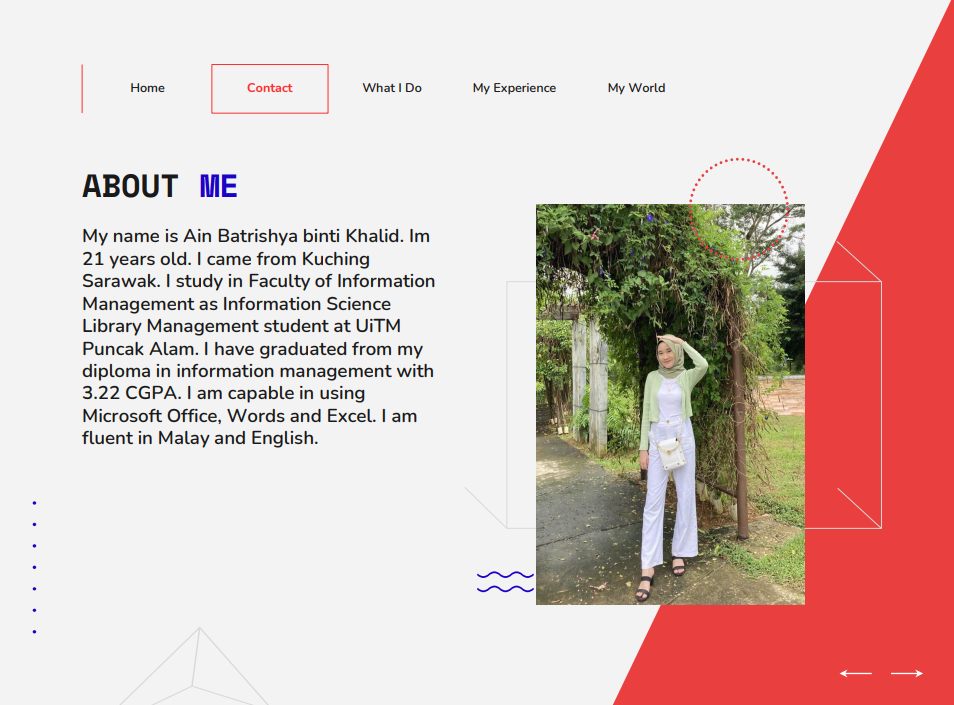 Home Contact What I Do My Experience My World
ABOUT ME
My name is Ain Batrishya binti Khalid. Im
21 years old. I came from Kuching
Sarawak. I study in Faculty of Information
Management as Information Science
Library Management student at UiTM
Puncak Alam. I have graduated from my
diploma in information management with
3.22 CGPA. I am capable in using
Microsoft Office, Words and Excel. I am
fluent in Malay and English.